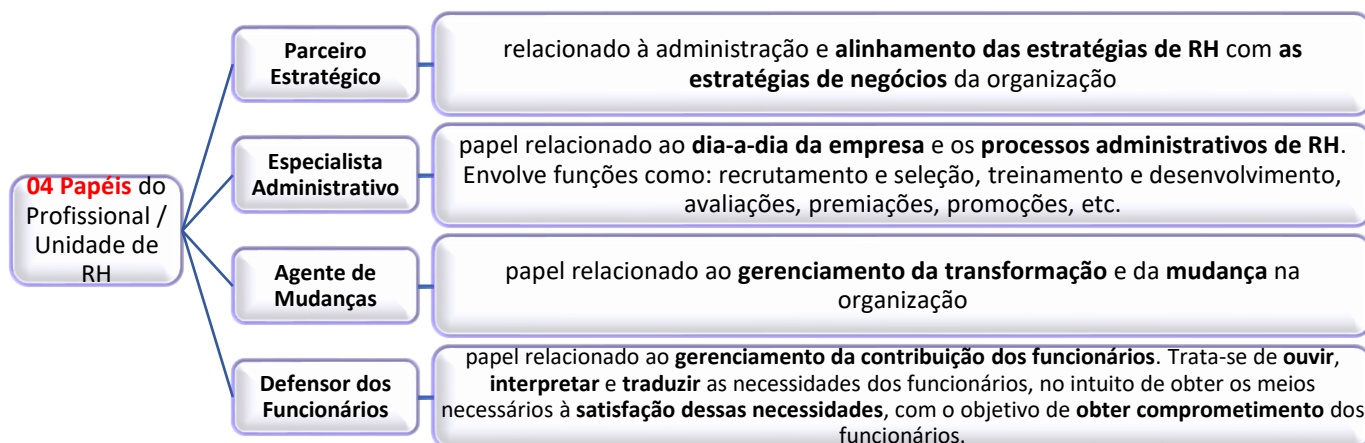 04 Papéis do
Profissional /
Unidade de
RH
Parceiro
Estratégico
relacionado à administração e alinhamento das estratégias de RH com as
estratégias de negócios da organização
Especialista
Administrativo
papel relacionado ao dia-a-dia da empresa e os processos administrativos de RH.
Envolve funções como: recrutamento e seleção, treinamento e desenvolvimento,
avaliações, premiações, promoções, etc.
Agente de
Mudanças
papel relacionado ao gerenciamento da transformação e da mudança na
organização
Defensor dos
Funcionários
papel relacionado ao gerenciamento da contribuição dos funcionários. Trata-se de ouvir,
interpretar e traduzir as necessidades dos funcionários, no intuito de obter os meios
necessários à satisfação dessas necessidades, com o objetivo de obter comprometimento dos
funcionários.